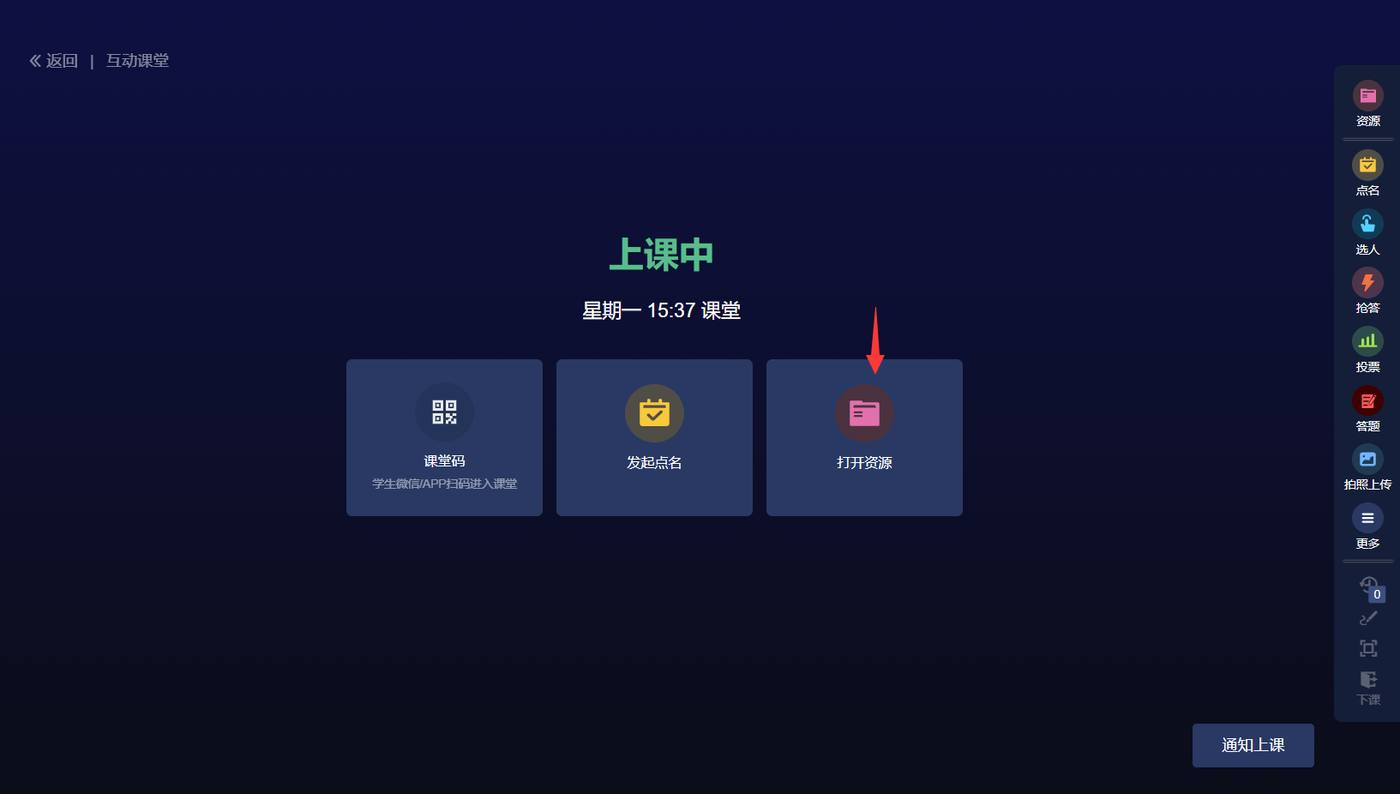 返回 | 互动课堂
上课中
星期一 15:37 课堂
课堂码
学生微信/APP扫码进入课堂
发起点名
打开资源
资源
点名
选人
抢答
投票
答题
拍照上传
更多
0
下课
通知上课